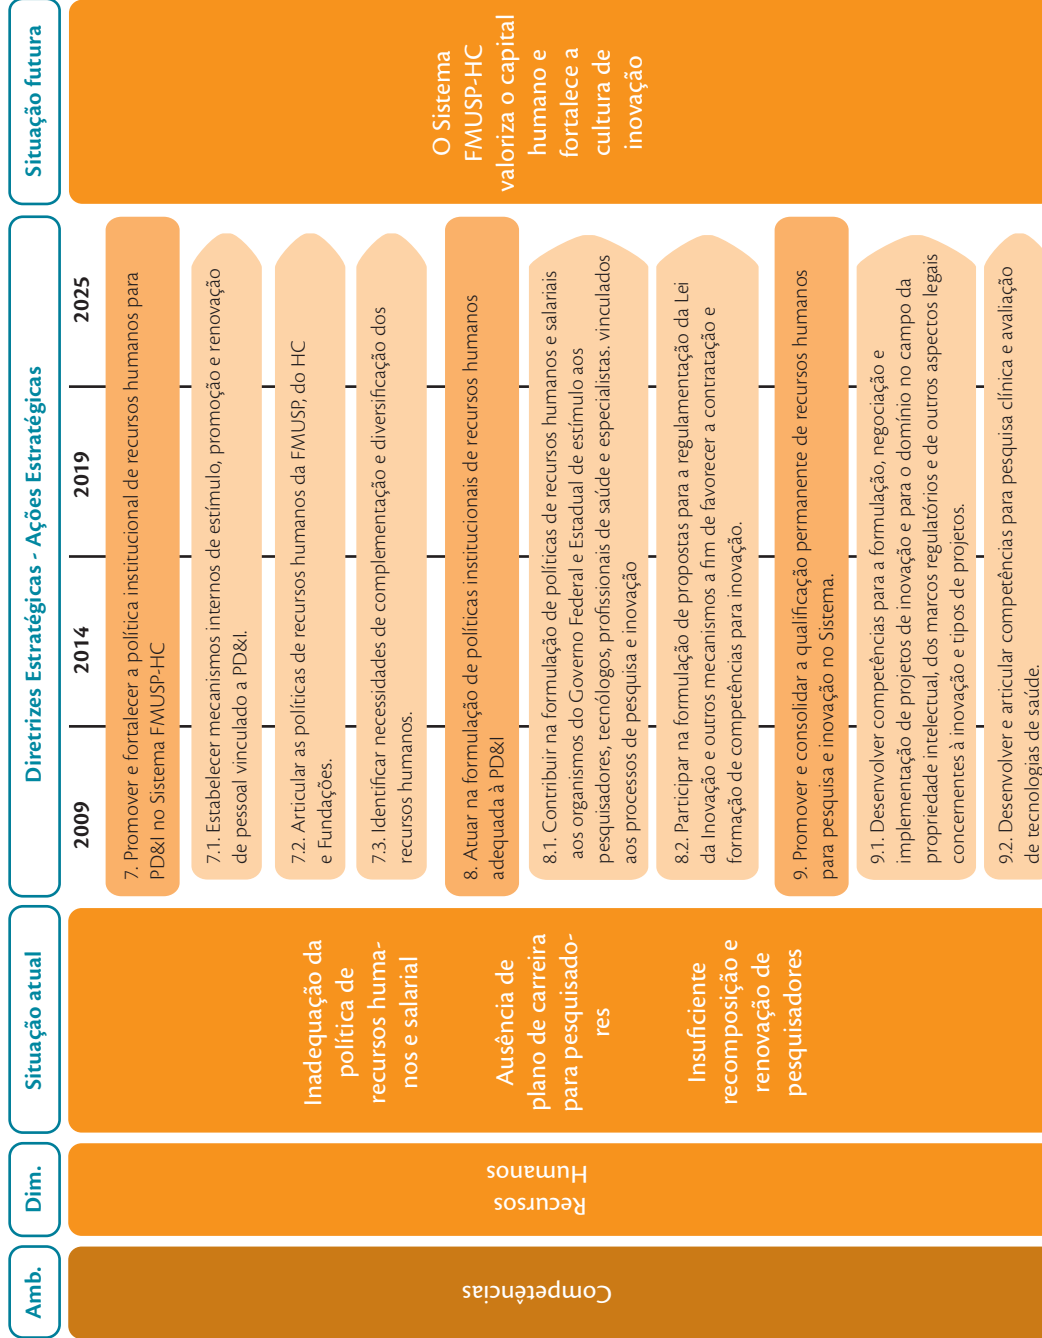 Amb.
Dim.
Situação atual
Diretrizes Estratégicas - Ações Estratégicas
Situação futura
2009
2014
2019
2025
Competências
Recursos
Humanos
Inadequação da
política de
recursos huma-
nos e salarial
Ausência de
plano de carreira
para pesquisado-
res
Insuficiente
recomposição e
renovação de
pesquisadores
7. Promover e fortalecer a política institucional de recursos humanos para
PD&I no Sistema FMUSP-HC
7.1. Estabelecer mecanismos internos de estímulo, promoção e renovação
de pessoal vinculado a PD&I.
7.2. Articular as políticas de recursos humanos da FMUSP, do HC
e Fundações.
7.3. Identificar necessidades de complementação e diversificação dos
recursos humanos.
8. Atuar na formulação de políticas institucionais de recursos humanos
adequada à PD&I
8.1. Contribuir na formulação de políticas de recursos humanos e salariais
aos organismos do Governo Federal e Estadual de estímulo aos
pesquisadores, tecnólogos, profissionais de saúde e especialistas. vinculados
aos processos de pesquisa e inovação
8.2. Participar na formulação de propostas para a regulamentação da Lei
da Inovação e outros mecanismos a fim de favorecer a contratação e
formação de competências para inovação.
9. Promover e consolidar a qualificação permanente de recursos humanos
para pesquisa e inovação no Sistema.
9.1. Desenvolver competências para a formulação, negociação e
implementação de projetos de inovação e para o domínio no campo da
propriedade intelectual, dos marcos regulatórios e de outros aspectos legais
concernentes à inovação e tipos de projetos.
9.2. Desenvolver e articular competências para pesquisa clínica e avaliação
de tecnologias de saúde.
O Sistema
FMUSP-HC
valoriza o capital
humano e
fortalece a
cultura de
inovação